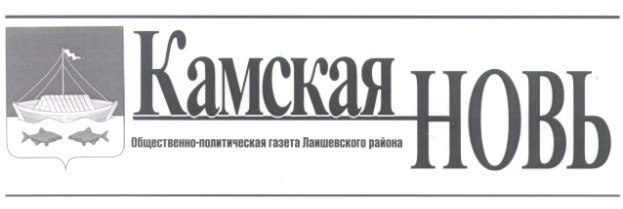 Камская
НОВЬ
Общественно-политическая газета Лаишевского района